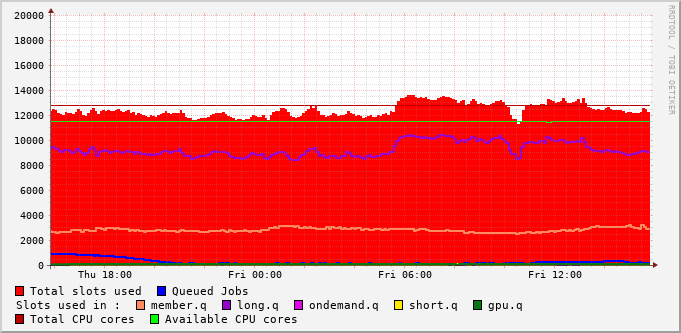 20000
18000
16000
14000
12000
10000
8000
6000
4000
2000
0
Thu 18:00 Fri 00:00 Fri 06:00 Fri 12:00
Total slots used Queued Jobs
Slots used in : member.q long.q ondemand.q short.q gpu.q
Total CPU cores Available CPU cores
RRDTOOL / TOBI OETIKER